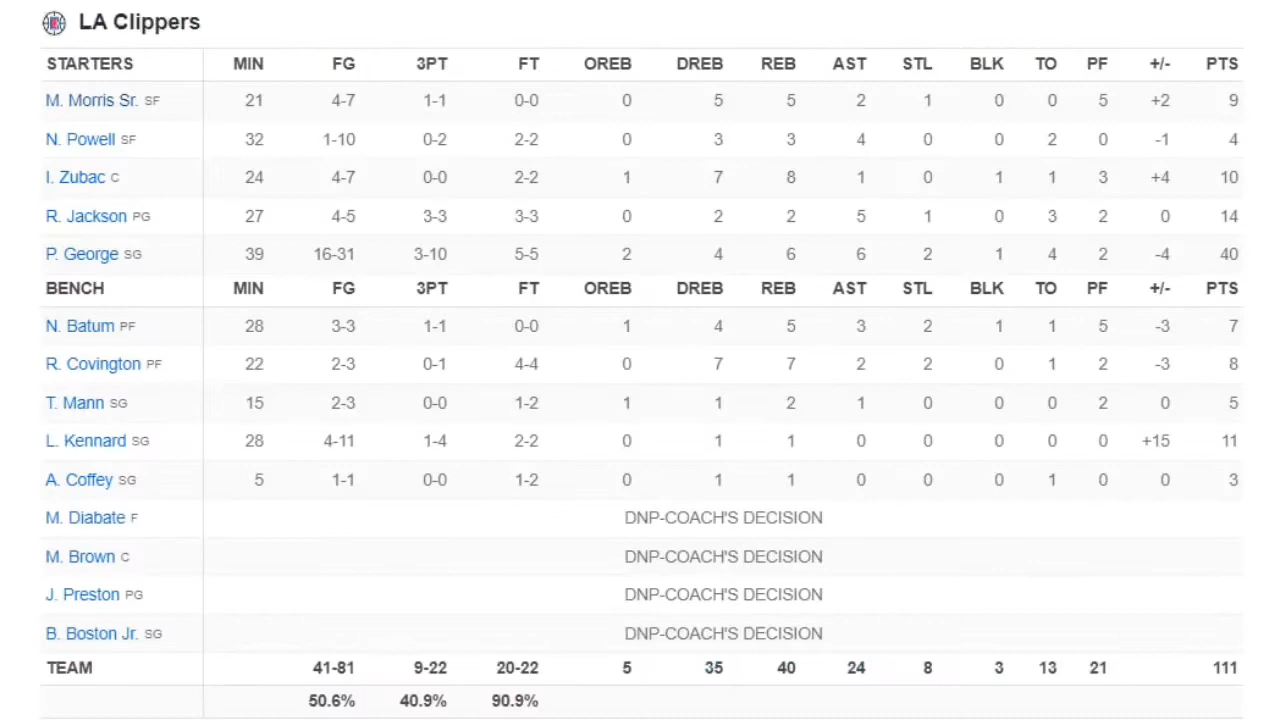 LA Clippers
STARTERS MIN FG 3PT FT OREB DREB REB AST STL BLK TO PF +/- PTS
M. Morris Sr. SF 21 4-7 1-1 0-0 0 5 5 2 1 0 0 5 +2 9
N. Powell SF 32 1-10 0-2 2-2 0 3 3 4 0 0 2 0 -1 4
I. Zubac C 24 4-7 0-0 2-2 1 7 8 1 0 1 1 3 +4 10
R. Jackson PG 27 4-5 3-3 3-3 0 2 2 5 1 0 3 2 0 14
P. George SG 39 16-31 3-10 5-5 2 4 6 6 2 1 4 2 -4 40
BENCH MIN FG 3PT FT OREB DREB REB AST STL BLK TO PF +/- PTS
N. Batum PF 28 3-3 1-1 0-0 1 4 5 3 2 1 1 5 -3 7
R. Covington PF 22 2-3 0-1 4-4 0 7 7 2 2 0 1 2 -3 8
T. Mann SG 15 2-3 0-0 1-2 1 1 2 1 0 0 0 2 0 5
L. Kennard SG 28 4-11 1-4 2-2 0 1 1 0 0 0 0 0 +15 11
A. Coffey SG 5 1-1 0-0 1-2 0 1 1 0 0 0 1 0 0 3
M. Diabate F DNP-COACH'S DECISION
M. Brown C DNP-COACH'S DECISION
J. Preston PG DNP-COACH'S DECISION
B. Boston Jr. SG DNP-COACH'S DECISION
TEAM 41-81 9-22 20-22 5 35 40 24 8 3 13 21 111
50.6% 40.9% 90.9%